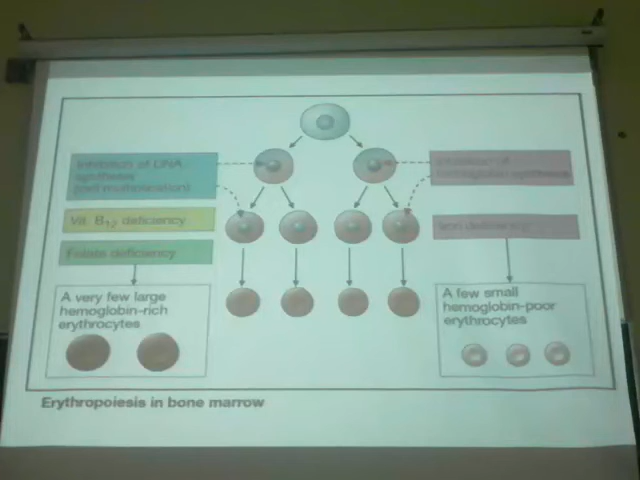 Inhibition of DNA
synthesis
(cell multiplication)
Inhibition of
hemoglobin synthesis
Vit. B12 deficiency
Iron deficiency
Folate deficiency
A very few large
hemoglobin-rich
erythrocytes
A few small
hemoglobin-poor
erythrocytes
Erythropoiesis in bone marrow